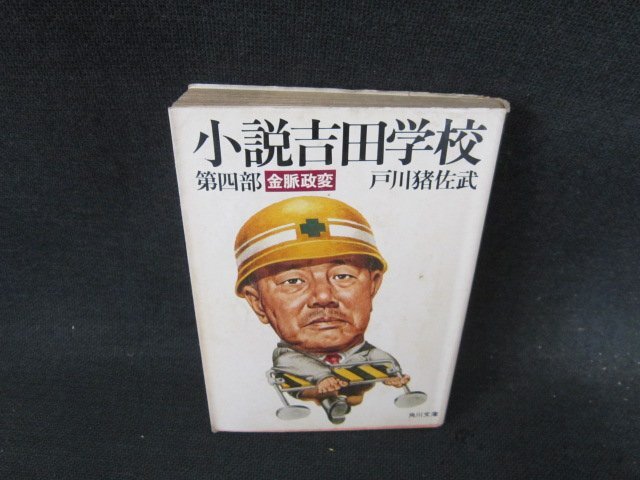 小説吉田学校
第四部 金脈政変 戸川猪佐武
角川文庫